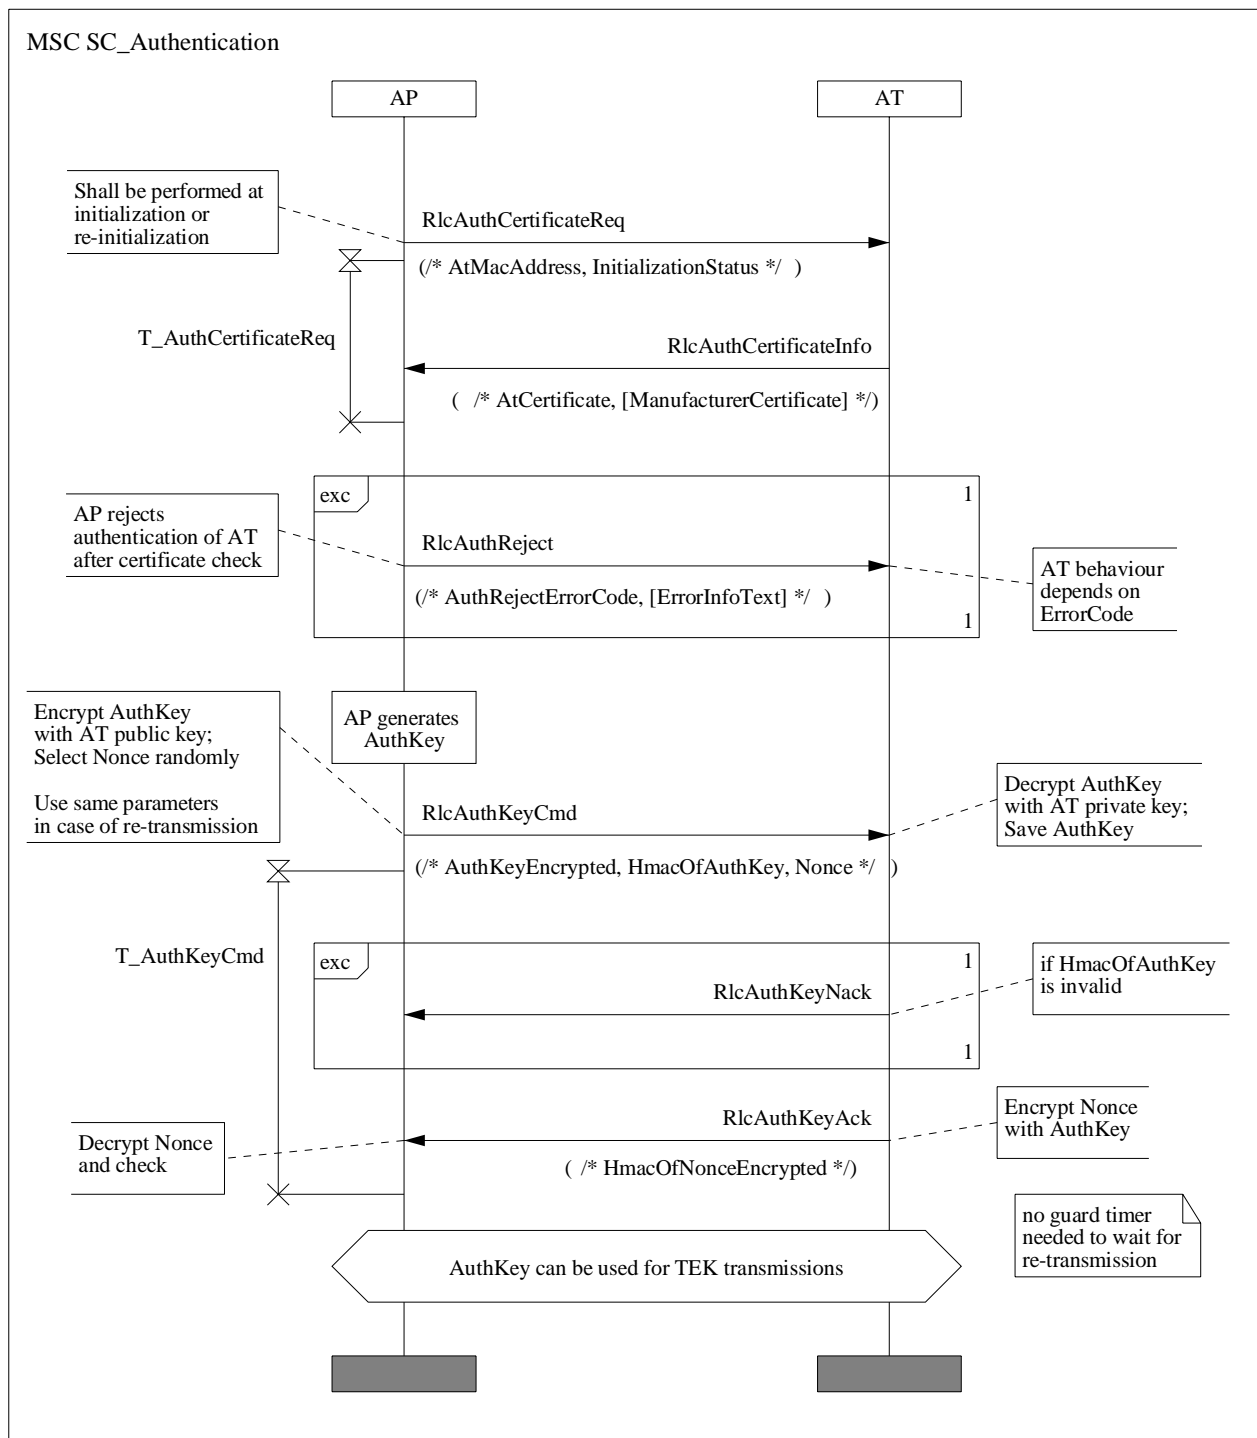 MSC SC_Authentication
AP
AT
Shall be performed at
initialization or
re-initialization
RlcAuthCertificateReq
(/* AtMacAddress, InitializationStatus */ )
T_AuthCertificateReq
RlcAuthCertificateInfo
( /* AtCertificate, [ManufacturerCertificate] */)
exc
1
AP rejects
authentication of AT
after certificate check
RlcAuthReject
(/* AuthRejectErrorCode, [ErrorInfoText] */ )
1
AT behaviour
depends on
ErrorCode
Encrypt AuthKey
with AT public key;
Select Nonce randomly
Use same parameters
in case of re-transmission
AP generates
AuthKey
RlcAuthKeyCmd
(/* AuthKeyEncrypted, HmacOfAuthKey, Nonce */ )
Decrypt AuthKey
with AT private key;
Save AuthKey
T_AuthKeyCmd
exc
1
RlcAuthKeyNack
1
if HmacOfAuthKey
is invalid
RlcAuthKeyAck
( /* HmacOfNonceEncrypted */)
Encrypt Nonce
with AuthKey
Decrypt Nonce
and check
no guard timer
needed to wait for
re-transmission
AuthKey can be used for TEK transmissions